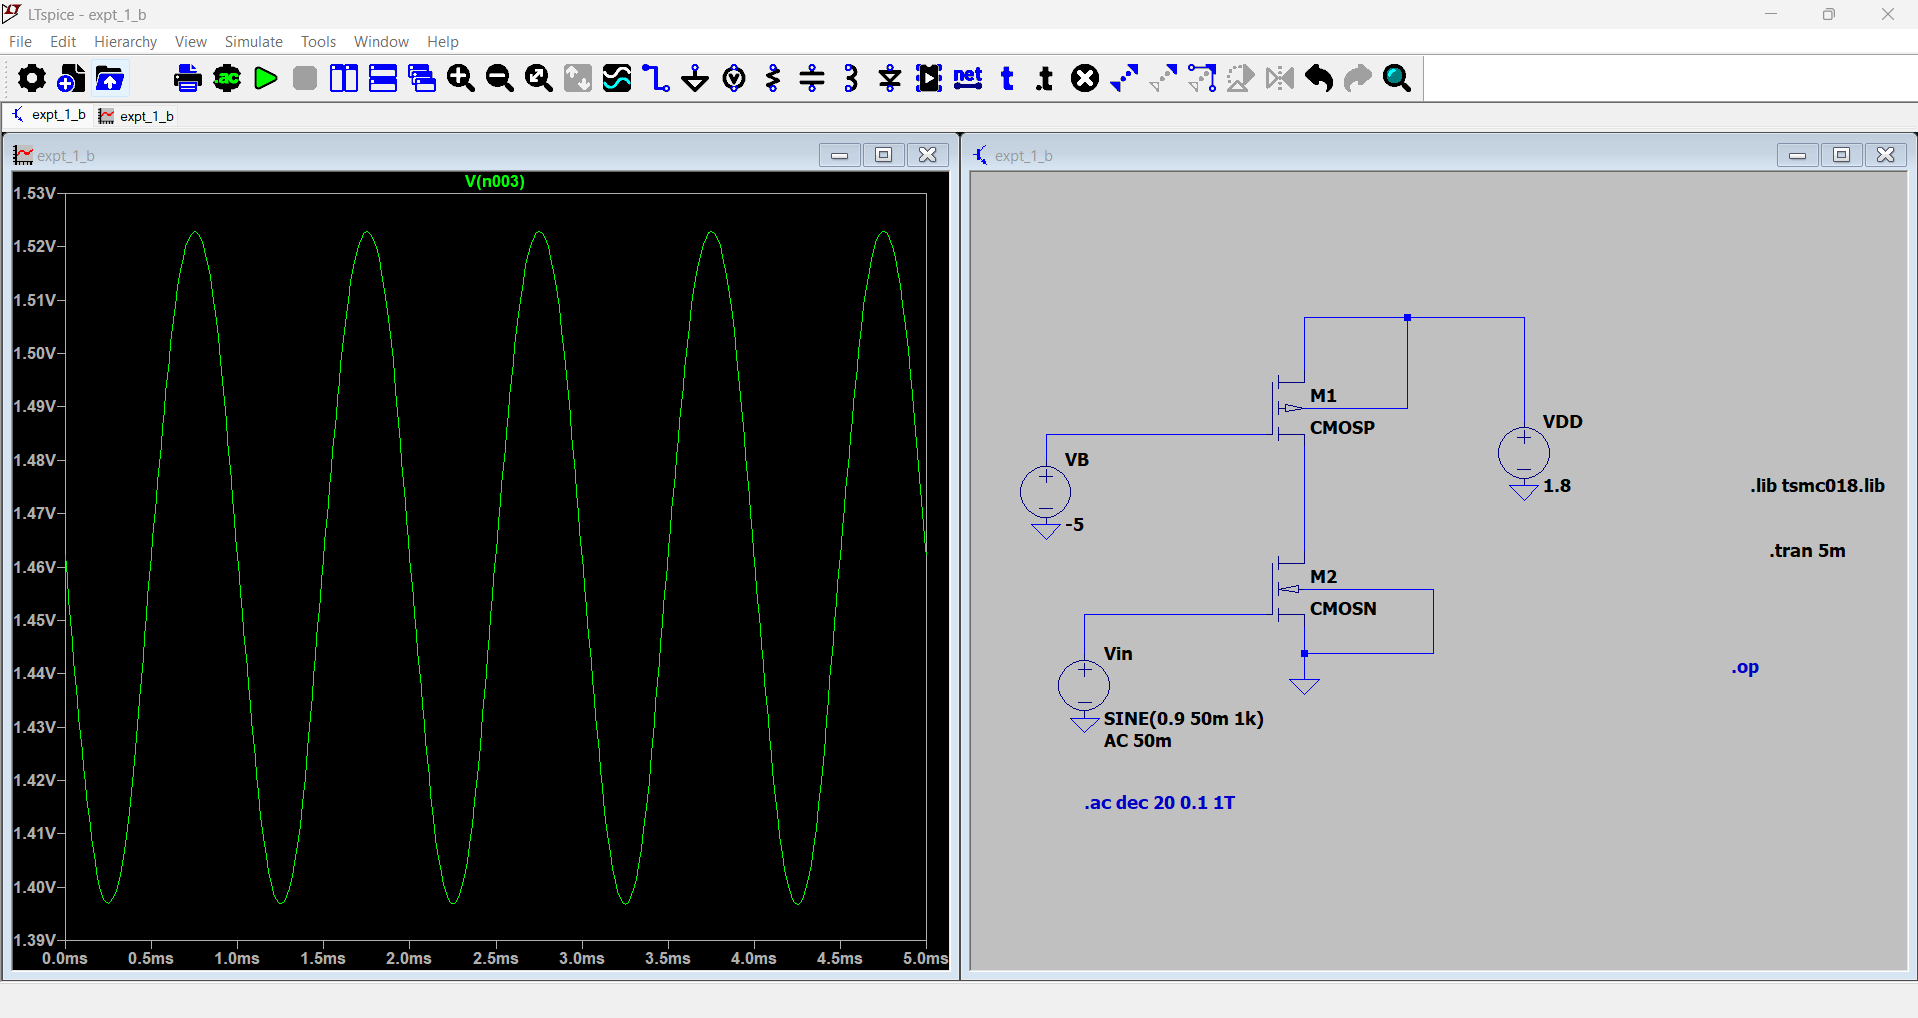 LTspice - expt_1_b
File Edit Hierarchy View Simulate Tools Window Help
.ac net t .t
expt_1_b expt_1_b
expt_1_b
V(n003)
1.53V
1.52V
1.51V
1.50V
1.49V
1.48V
1.47V
1.46V
1.45V
1.44V
1.43V
1.42V
1.41V
1.40V
1.39V
0.0ms 0.5ms 1.0ms 1.5ms 2.0ms 2.5ms 3.0ms 3.5ms 4.0ms 4.5ms 5.0ms
expt_1_b
M1
CMOSP
VDD
1.8
VB
-5
.lib tsmc018.lib
.tran 5m
M2
CMOSN
Vin
SINE(0.9 50m 1k)
AC 50m
.op
.ac dec 20 0.1 1T